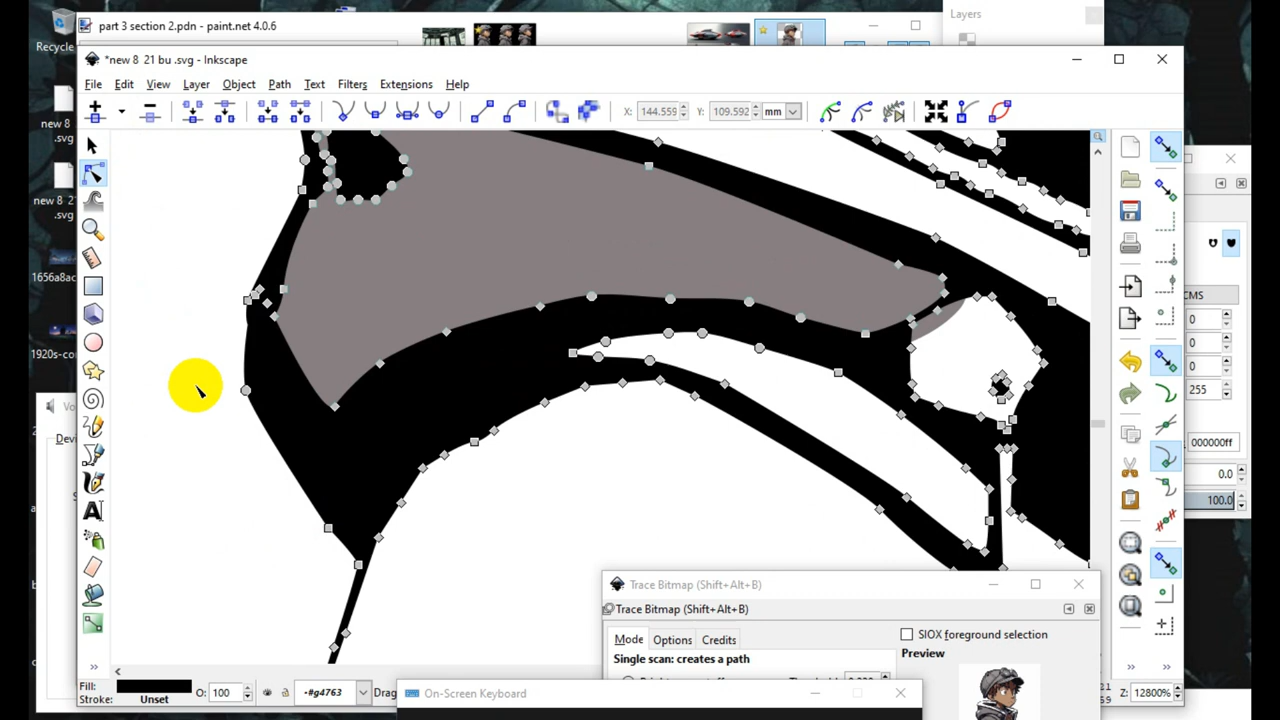 Recycle
part 3 section 2.pdn - paint.net 4.0.6
Layers
*new 8 21 bu .svg - Inkscape
File Edit View Layer Object Path Text Filters Extensions Help
X: 144.559 Y: 109.592 mm
new 8
.svg
new 8 21
.svg
1656a8ac
1920s-con
CMS
0
0
0
255
000000ff
0.0
100.0
Trace Bitmap (Shift+Alt+B)
Trace Bitmap (Shift+Alt+B)
Mode Options Credits
SIOX foreground selection
Single scan: creates a path
Preview
Fill:
Stroke: Unset
O: 100
-#g4763
Drag
Z: 12800%
On-Screen Keyboard